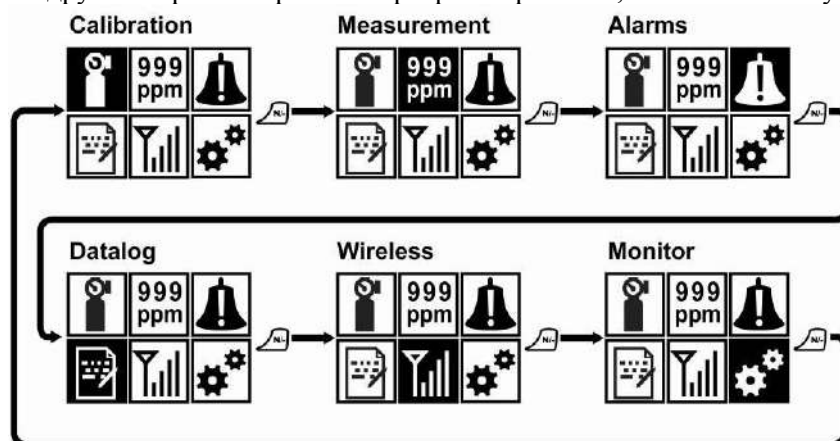 Calibration Measurement Alarms
999 999 999
ppm ppm ppm
N/- N/- N/-
Datalog Wireless Monitor
999 999 999
ppm ppm ppm
N/- N/- N/-